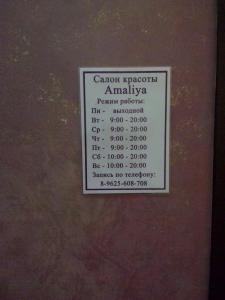 Салон красоты
Amaliya
Режим работы:
Пн - выходной
Вт - 9:00 - 20:00
Ср - 9:00 - 20:00
Чт - 9:00 - 20:00
Пт - 9:00 - 20:00
Сб - 10:00 - 20:00
Вс - 10:00 - 20:00
Запись по телефону:
8-9625-608-708